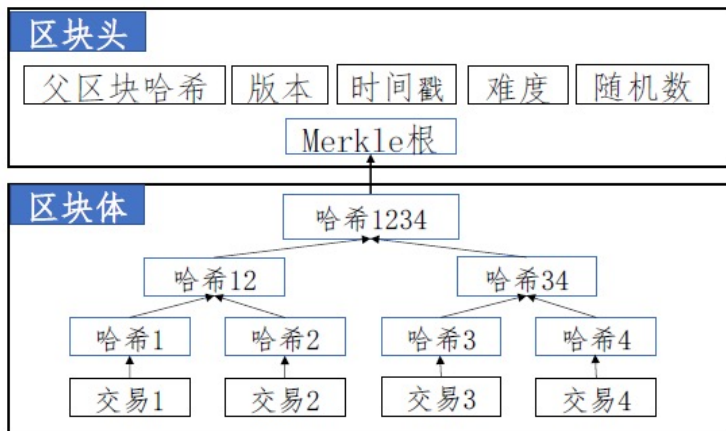 区块头
父区块哈希 版本 时间戳 难度 随机数
Merkle根
区块体
哈希1234
哈希12 哈希34
哈希1 哈希2 哈希3 哈希4
交易1 交易2 交易3 交易4